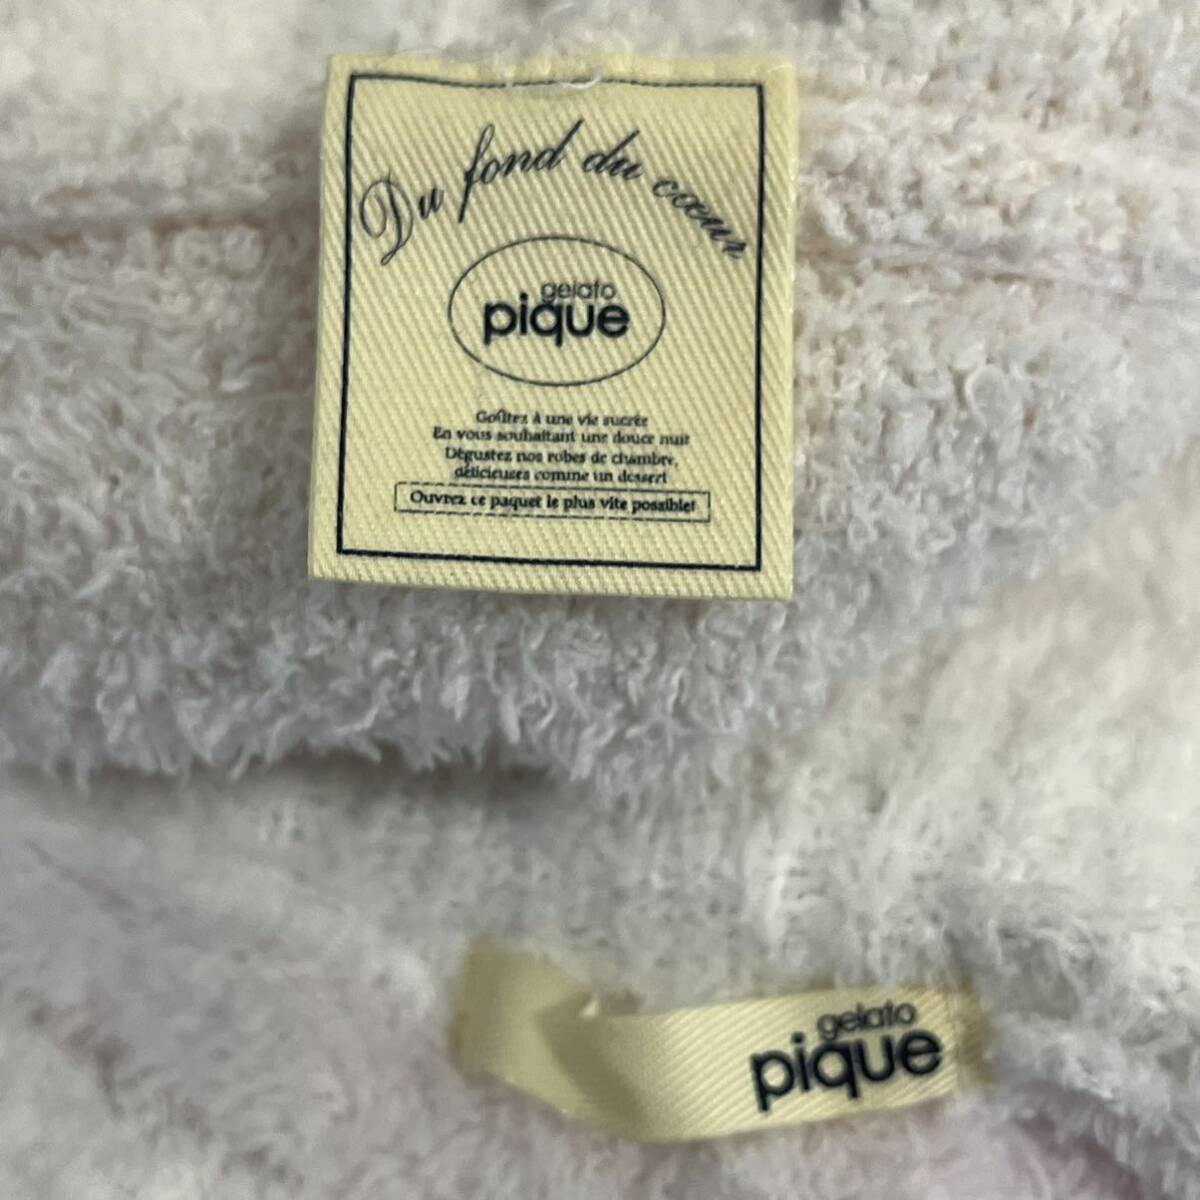 Du fond du cœur
gelato
pique
Goûtez à une vie sucrée
En vous souhaitant une douce nuit
Dégustez nos robes de chambre,
délicieuses comme un dessert
Ouvrez ce paquet le plus vite possible!
gelato
pique